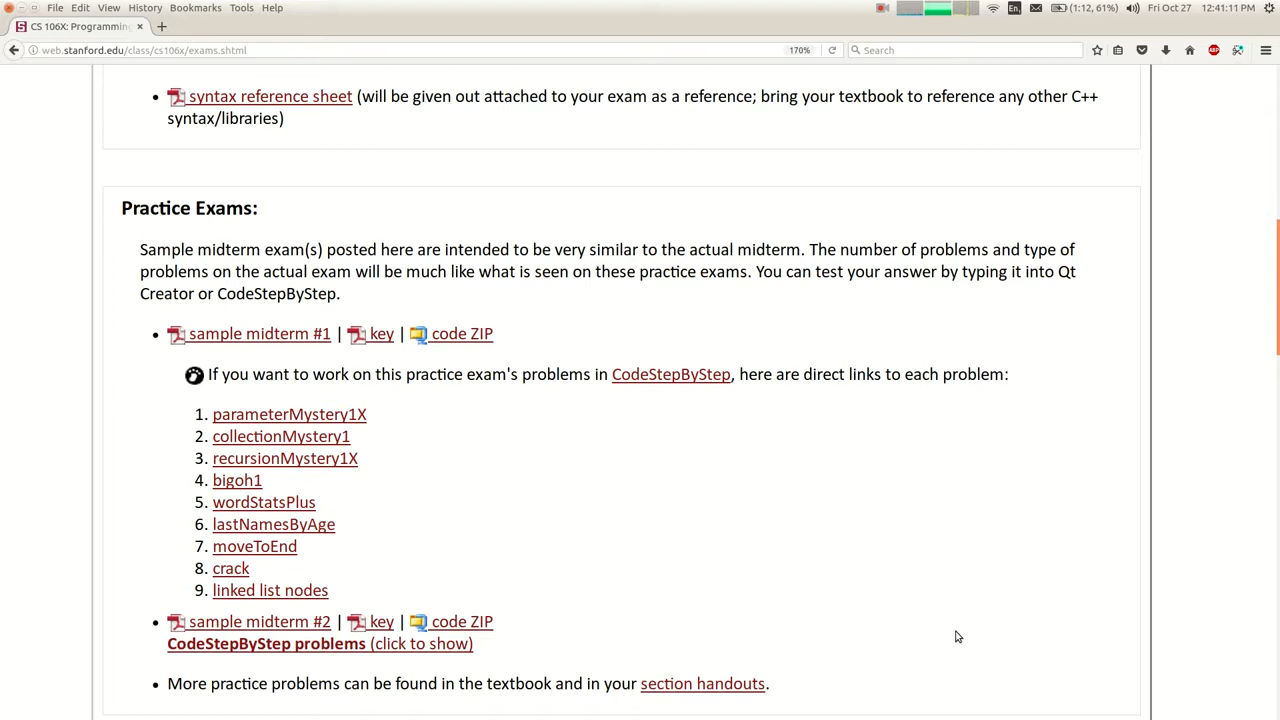 File Edit View History Bookmarks Tools Help
En
(1:12, 61%)
Fri Oct 27 12:41:11 PM
CS 106X: Programming
web.stanford.edu/class/cs106x/exams.shtml
170%
Search
ABP
syntax reference sheet (will be given out attached to your exam as a reference; bring your textbook to reference any other C++
syntax/libraries)
Practice Exams:
Sample midterm exam(s) posted here are intended to be very similar to the actual midterm. The number of problems and type of
problems on the actual exam will be much like what is seen on these practice exams. You can test your answer by typing it into Qt
Creator or CodeStepByStep.
sample midterm #1 | key | code ZIP
If you want to work on this practice exam's problems in CodeStepByStep, here are direct links to each problem:
1. parameterMystery1X
2. collectionMystery1
3. recursionMystery1X
4. bigoh1
5. wordStatsPlus
6. lastNamesByAge
7. moveToEnd
8. crack
9. linked list nodes
sample midterm #2 | key | code ZIP
CodeStepByStep problems (click to show)
More practice problems can be found in the textbook and in your section handouts.